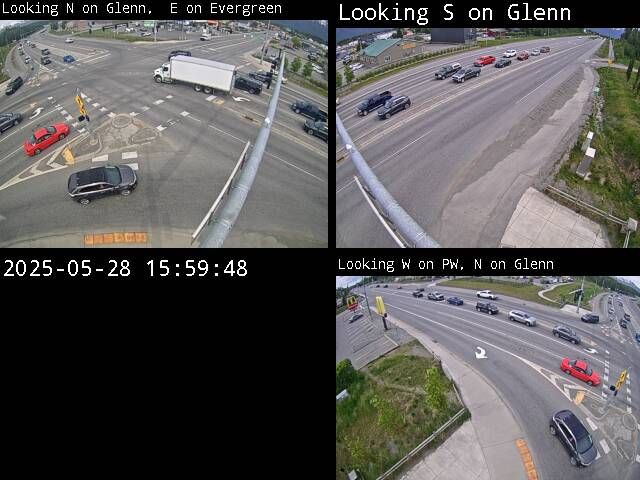 Looking N on Glenn,  E on Evergreen
Looking S on Glenn
2025-05-28 15:59:48
Looking W on PW, N on Glenn